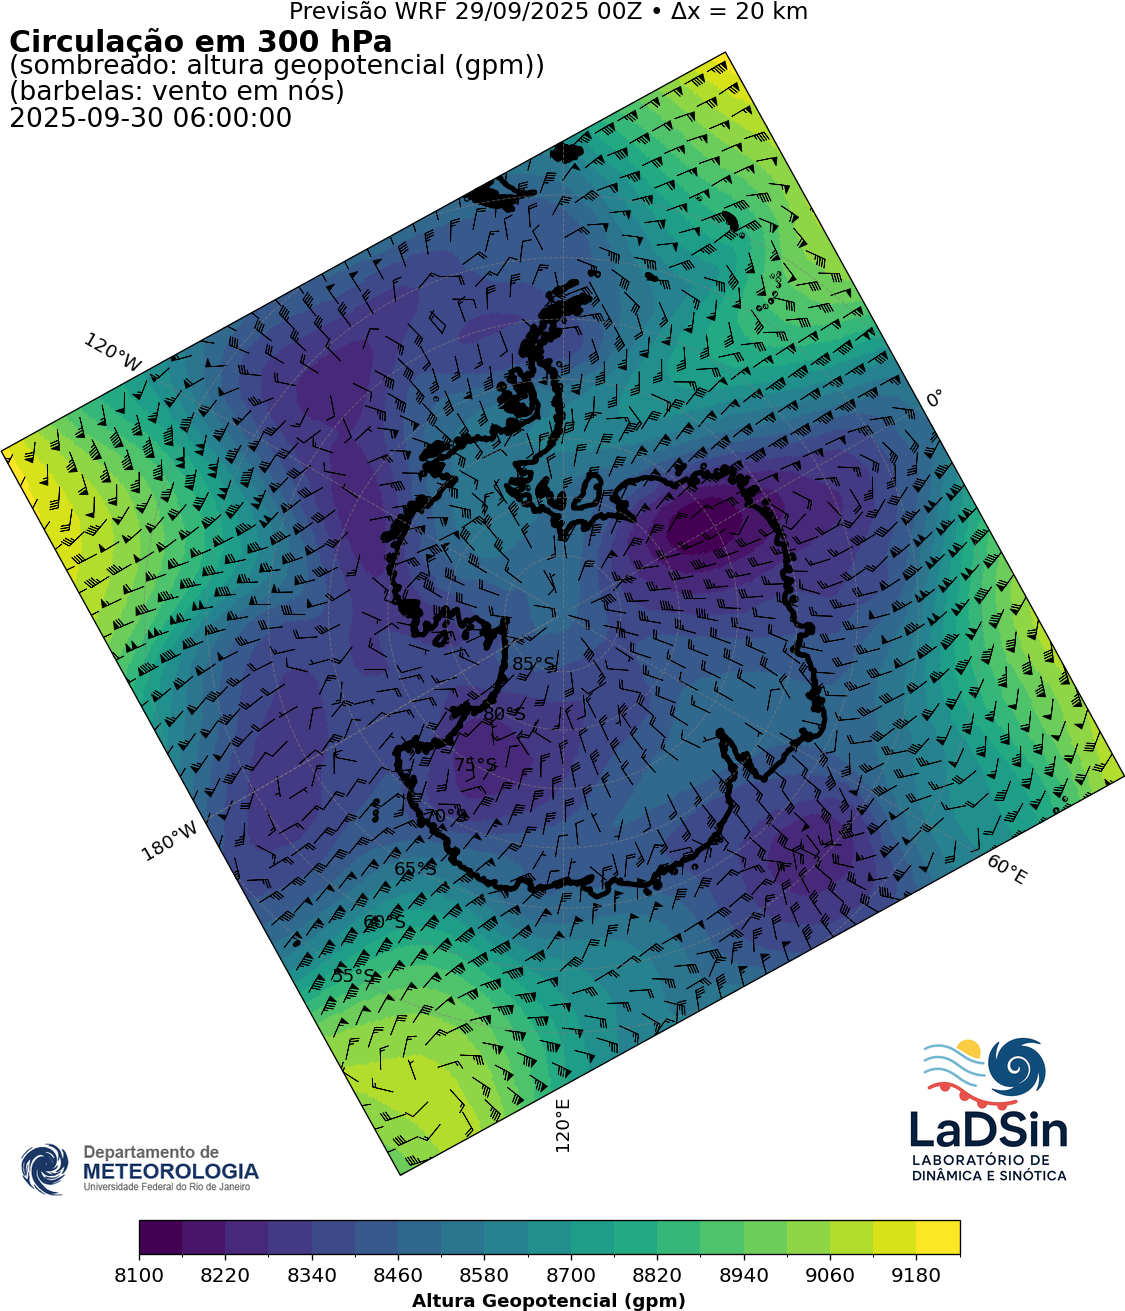 Previsão WRF 29/09/2025 00Z • Δx = 20 km
Circulação em 300 hPa
(sombreado: altura geopotencial (gpm))
(barbelas: vento em nós)
2025-09-30 06:00:00
120°W
0°
85°S
80°S
75°S
70°S
180°W
65°S
60°E
60°S
55°S
120°E
LaDSin
LABORATÓRIO DE
DINÂMICA E SINÓTICA
Departamento de
METEOROLOGIA
Universidade Federal do Rio de Janeiro
8100 8220 8340 8460 8580 8700 8820 8940 9060 9180
Altura Geopotencial (gpm)